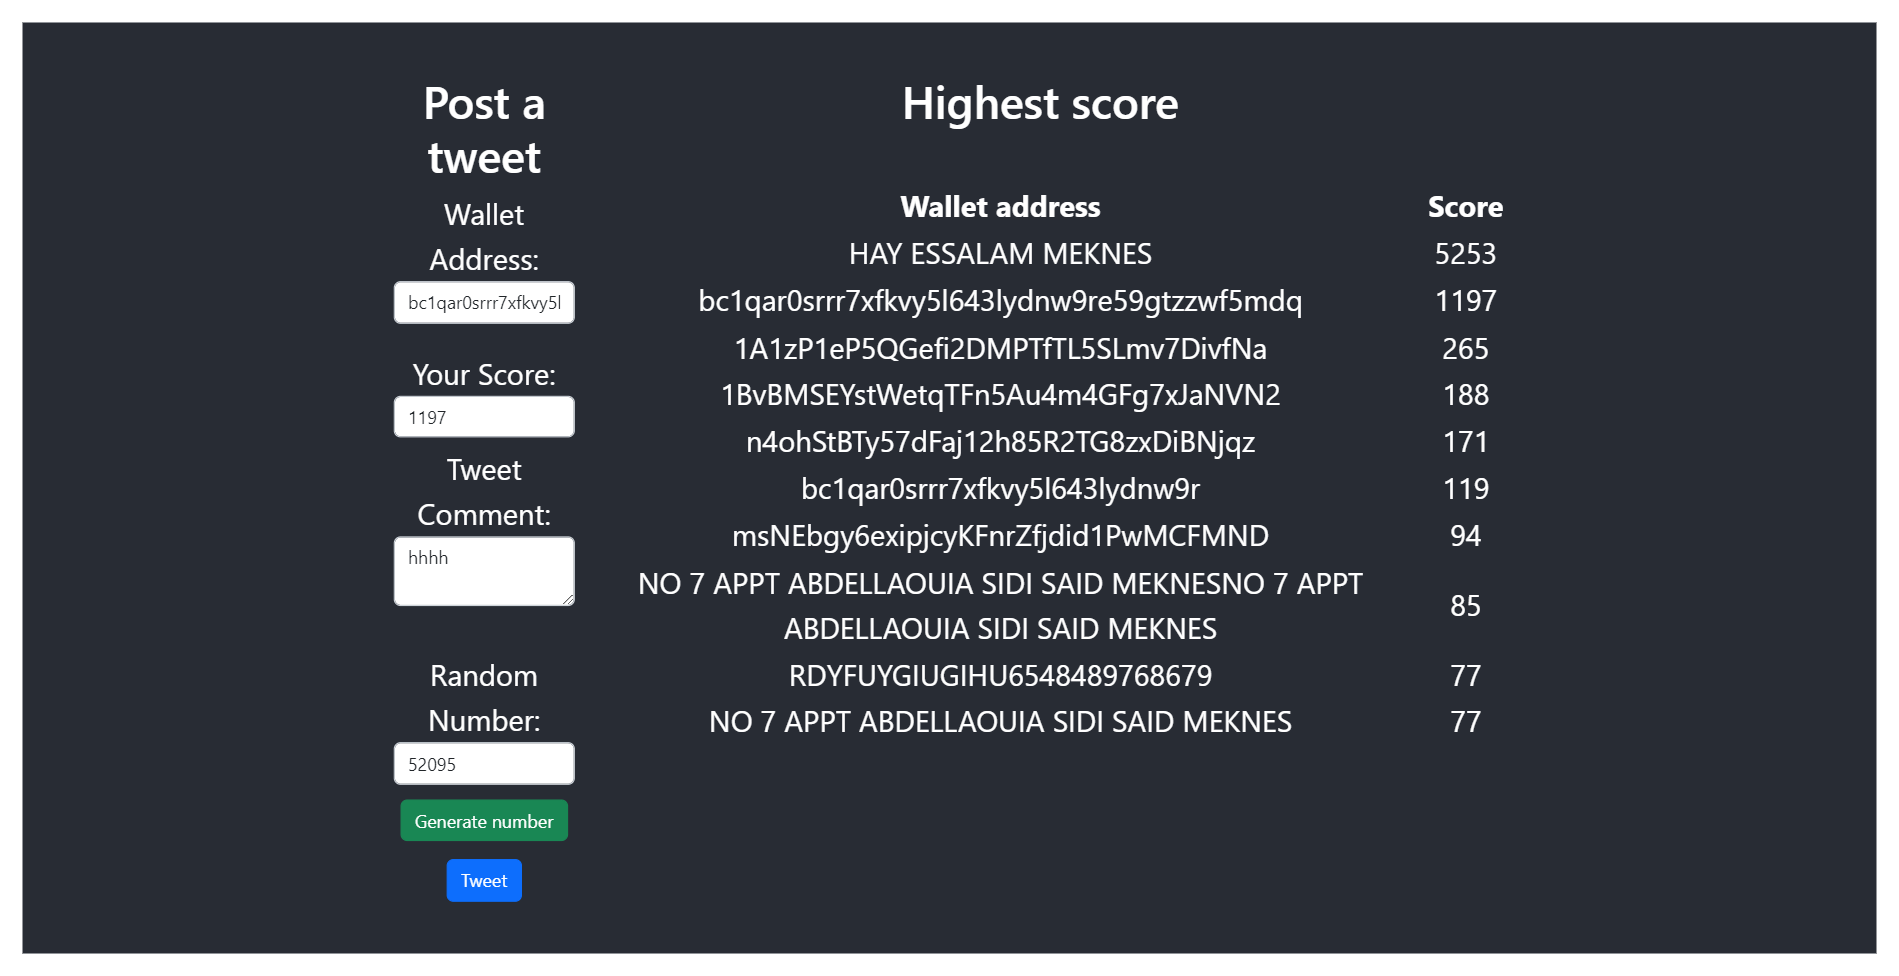 Post a
tweet
Wallet
Address:
bc1qar0srrr7xfkvy5l
Your Score:
1197
Tweet
Comment:
hhhh
Random
Number:
52095
Generate number
Tweet
Highest score
Wallet address Score
HAY ESSALAM MEKNES 5253
bc1qar0srrr7xfkvy5l643lydnw9re59gtzzwf5mdq 1197
1A1zP1eP5QGefi2DMPTfTL5SLmv7DivfNa 265
1BvBMSEYstWetqTFn5Au4m4GFg7xJaNVN2 188
n4ohStBTy57dFaj12h85R2TG8zxDiBNjqz 171
bc1qar0srrr7xfkvy5l643lydnw9r 119
msNEbgy6exipjcyKFnrZfjdid1PwMCFMND 94
NO 7 APPT ABDELLAOUIA SIDI SAID MEKNESNO 7 APPT
ABDELLAOUIA SIDI SAID MEKNES 85
RDYFUYGIUGIHU6548489768679 77
NO 7 APPT ABDELLAOUIA SIDI SAID MEKNES 77